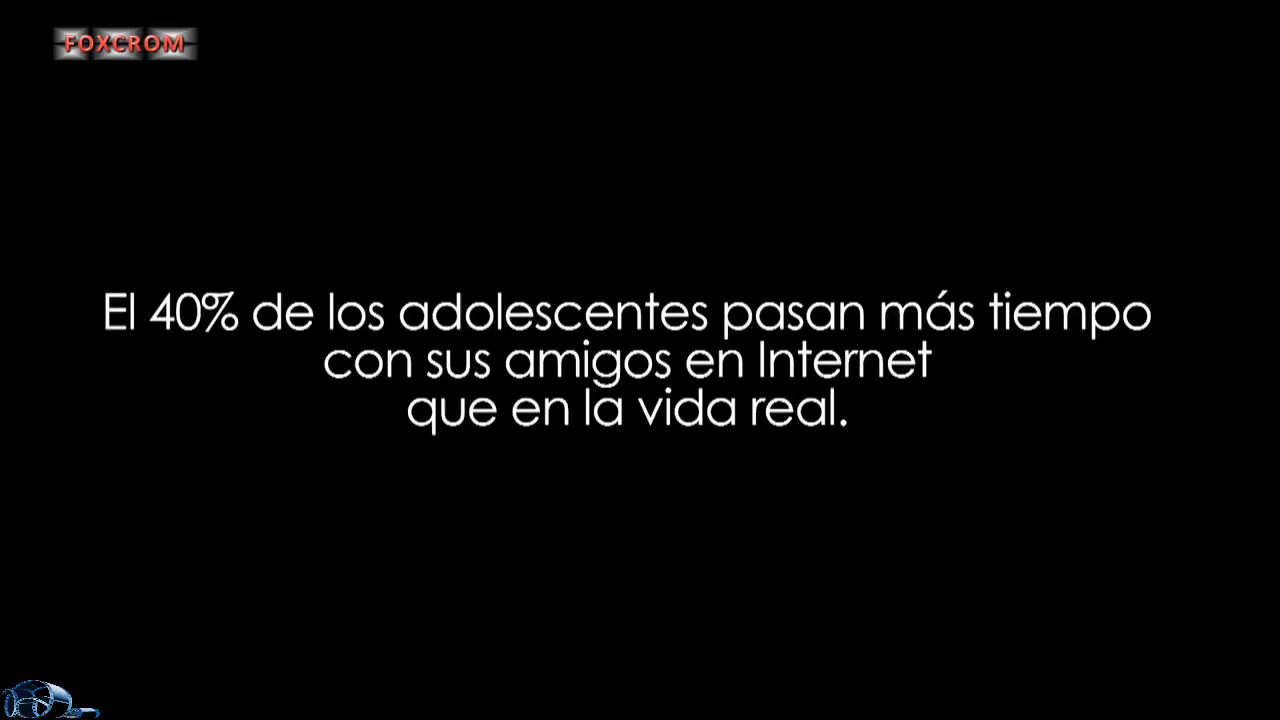 FOXCROM
El 40% de los adolescentes pasan más tiempo
con sus amigos en Internet
que en la vida real.